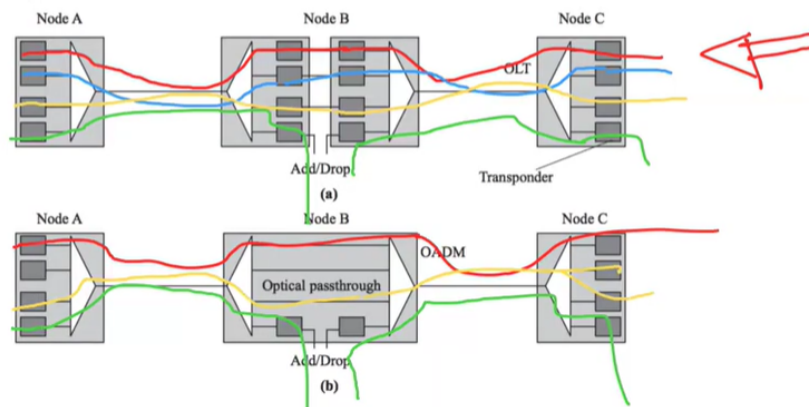 Node A
Node B
Node C
OLT
Add/Drop
Transponder
(a)
Node A
Node B
Node C
OADM
Optical passthrough
Add/Drop
(b)